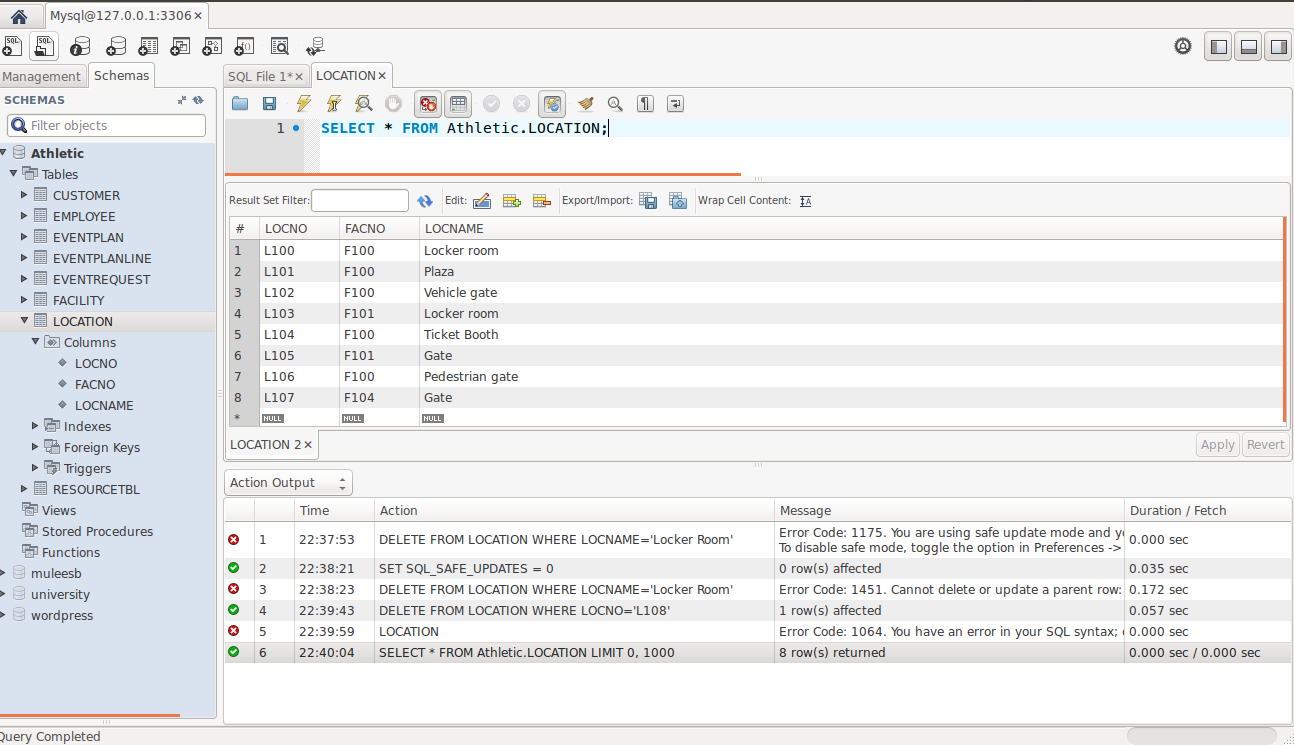 Mysql@127.0.0.1:3306
Management Schemas
SQL File 1* LOCATION
SCHEMAS
Filter objects
Athletic
Tables
CUSTOMER
EMPLOYEE
EVENTPLAN
EVENTPLANLINE
EVENTREQUEST
FACILITY
LOCATION
Columns
LOCNO
FACNO
LOCNAME
Indexes
Foreign Keys
Triggers
RESOURCETBL
Views
Stored Procedures
Functions
muleesb
university
wordpress
1 SELECT * FROM Athletic.LOCATION;
Result Set Filter: Edit: Export/Import: Wrap Cell Content:
# LOCNO FACNO LOCNAME
1 L100 F100 Locker room
2 L101 F100 Plaza
3 L102 F100 Vehicle gate
4 L103 F101 Locker room
5 L104 F100 Ticket Booth
6 L105 F101 Gate
7 L106 F100 Pedestrian gate
8 L107 F104 Gate
* NULL NULL NULL
LOCATION 2 Apply Revert
Action Output
Time Action Message Duration / Fetch
1 22:37:53 DELETE FROM LOCATION WHERE LOCNAME='Locker Room' Error Code: 1175. You are using safe update mode and yo 0.000 sec
To disable safe mode, toggle the option in Preferences ->
2 22:38:21 SET SQL_SAFE_UPDATES = 0 0 row(s) affected 0.035 sec
3 22:38:23 DELETE FROM LOCATION WHERE LOCNAME='Locker Room' Error Code: 1451. Cannot delete or update a parent row: 0.172 sec
4 22:39:43 DELETE FROM LOCATION WHERE LOCNO='L108' 1 row(s) affected 0.057 sec
5 22:39:59 LOCATION Error Code: 1064. You have an error in your SQL syntax; 0.000 sec
6 22:40:04 SELECT * FROM Athletic.LOCATION LIMIT 0, 1000 8 row(s) returned 0.000 sec / 0.000 sec
Query Completed